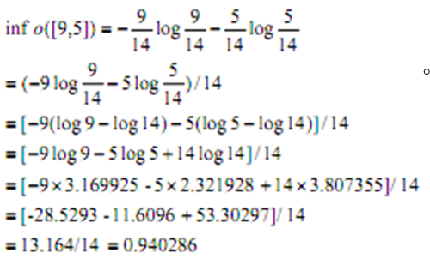 inf o([9,5]) = -9/14 log 9/14 - 5/14 log 5/14
= (-9 log 9/14 - 5 log 5/14)/14
= [-9(log 9 - log 14) - 5(log 5 - log 14)]/14
= [-9 log 9 - 5 log 5 + 14 log 14]/14
= [-9×3.169925 -5×2.321928 +14×3.807355]/ 14
= [-28.5293 -11.6096 +53.30297]/ 14
= 13.164/14 = 0.940286